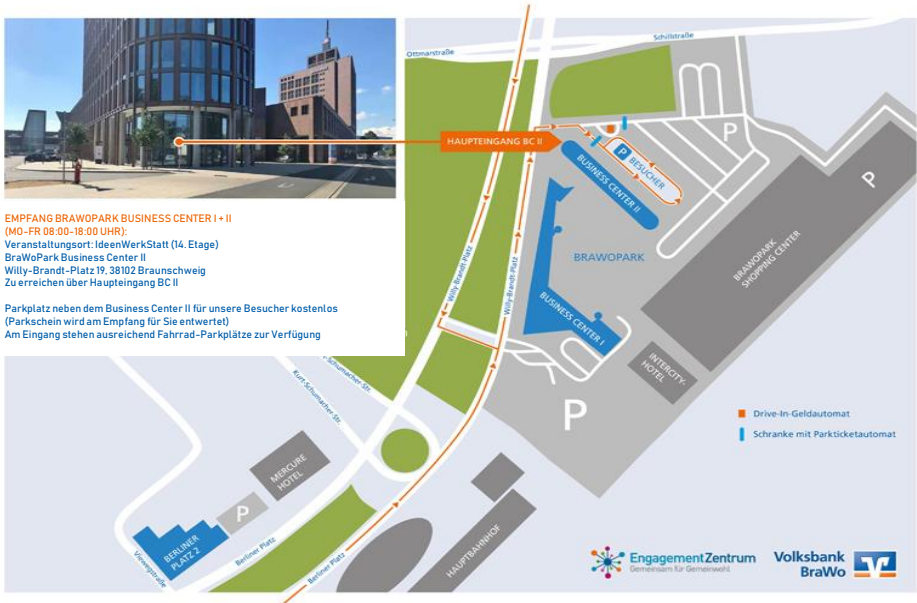 Ottmarstraße
Schillstraße
HAUPTEINGANG BC II
P
P BESUCHER
BUSINESS CENTER II
P
EMPFANG BRAWOPARK BUSINESS CENTER I + II
(MO-FR 08:00-18:00 UHR):
Veranstaltungsort: IdeenWerkStatt (14. Etage)
BraWoPark Business Center II
Willy-Brandt-Platz 19, 38102 Braunschweig
Zu erreichen über Haupteingang BC II
Parkplatz neben dem Business Center II für unsere Besucher kostenlos
(Parkschein wird am Empfang für Sie entwertet)
Am Eingang stehen ausreichend Fahrrad-Parkplätze zur Verfügung
Willy-Brandt-Platz
Willy-Brandt-Platz
BRAWOPARK
BRAWOPARK
SHOPPING CENTER
BUSINESS CENTER I
INTERCITY-
HOTEL
P
-Schumacher-Str.
Kurt-Schumacher-Str.
Drive-In-Geldautomat
Schranke mit Parkticketautomat
MERCURE
HOTEL
P
BERLINER
PLATZ 2
Viewegstraße
Berliner Platz
Berliner Platz
HAUPTBAHNHOF
EngagementZentrum
Gemeinsam für Gemeinwohl
Volksbank
BraWo